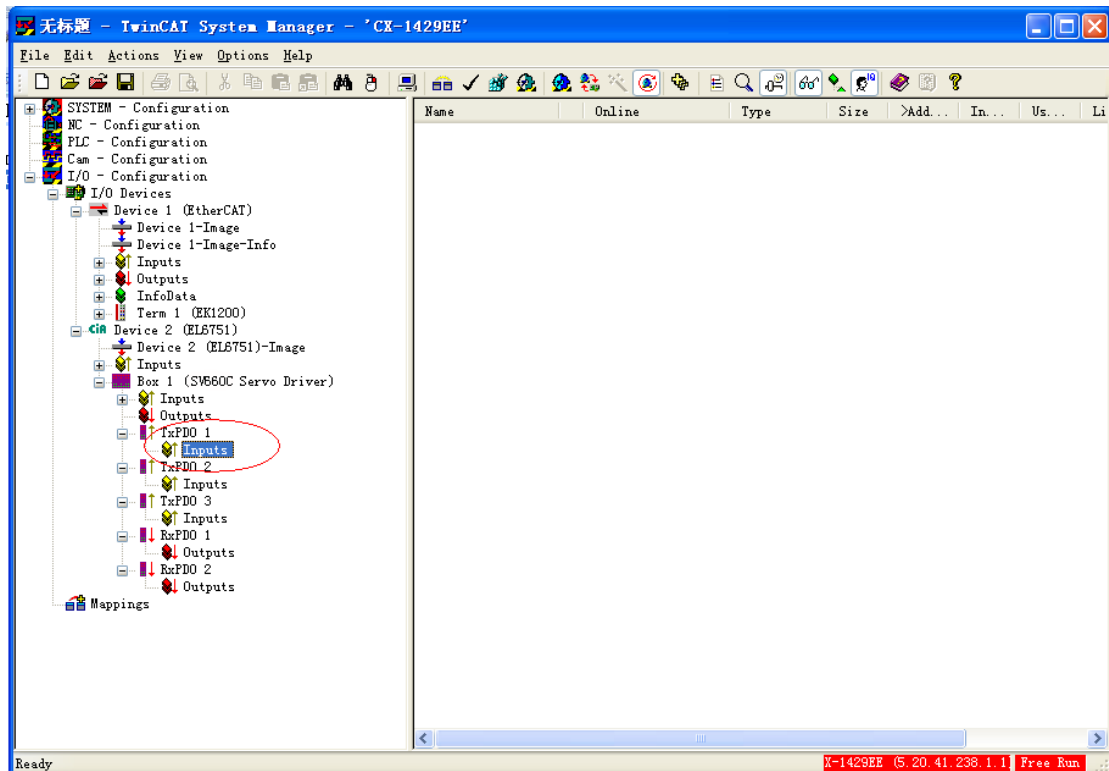 无标题 - TwinCAT System Manager - 'CX-1429EE'
File Edit Actions View Options Help
SYSTEM - Configuration
NC - Configuration
PLC - Configuration
Cam - Configuration
I/O - Configuration
I/O Devices
Device 1 (EtherCAT)
Device 1-Image
Device 1-Image-Info
Inputs
Outputs
InfoData
Term 1 (EK1200)
CiA Device 2 (EL6751)
Device 2 (EL6751)-Image
Inputs
Box 1 (SV660C Servo Driver)
Inputs
Outputs
TxPDO 1
Inputs
TxPDO 2
Inputs
TxPDO 3
Inputs
RxPDO 1
Outputs
RxPDO 2
Outputs
Mappings
Name Online Type Size >Add... In... Us... Li
Ready X-1429EE (5.20.41.238.1.1) Free Run